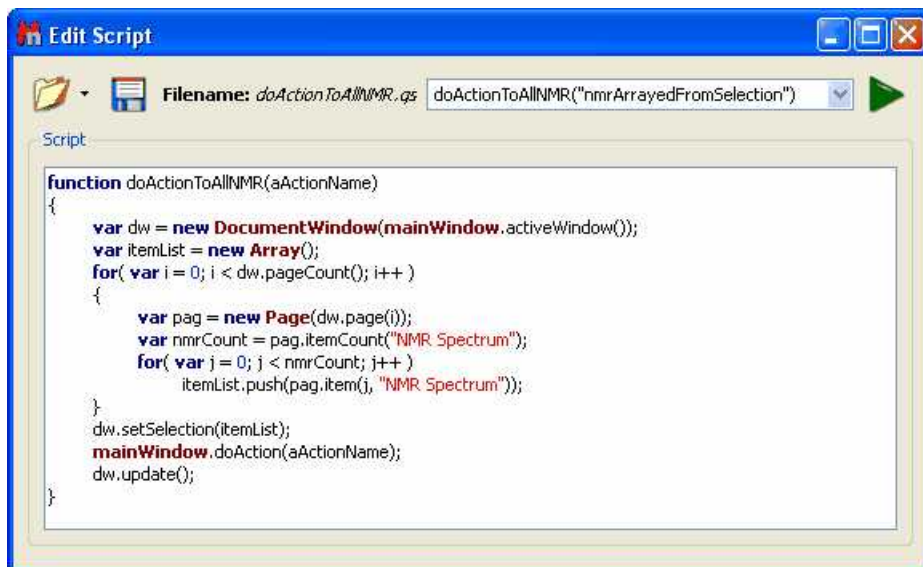 Edit Script
Filename: doActionToAllNMR.qs doActionToAllNMR("nmrArrayedFromSelection")
Script
function doActionToAllNMR(aActionName)
{
var dw = new DocumentWindow(mainWindow.activeWindow());
var itemList = new Array();
for( var i = 0; i < dw.pageCount(); i++ )
{
var pag = new Page(dw.page(i));
var nmrCount = pag.itemCount("NMR Spectrum");
for( var j = 0; j < nmrCount; j++ )
itemList.push(pag.item(j, "NMR Spectrum"));
}
dw.setSelection(itemList);
mainWindow.doAction(aActionName);
dw.update();
}